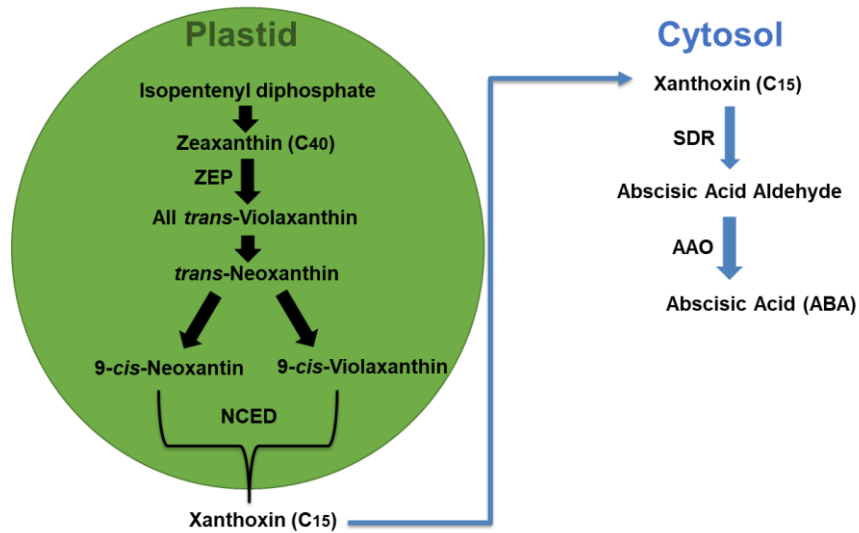 Plastid
Isopentenyl diphosphate
Zeaxanthin (C40)
ZEP
All trans-Violaxanthin
trans-Neoxanthin
9-cis-Neoxantin
9-cis-Violaxanthin
NCED
Xanthoxin (C15)
Cytosol
Xanthoxin (C15)
SDR
Abscisic Acid Aldehyde
AAO
Abscisic Acid (ABA)